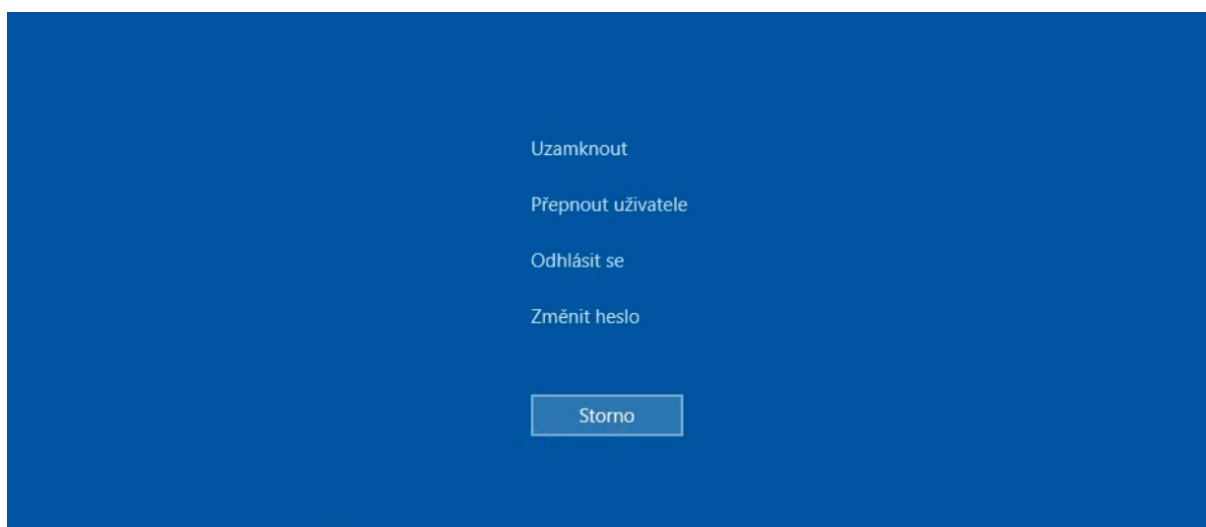 Uzamknout
Přepnout uživatele
Odhlásit se
Změnit heslo
Storno